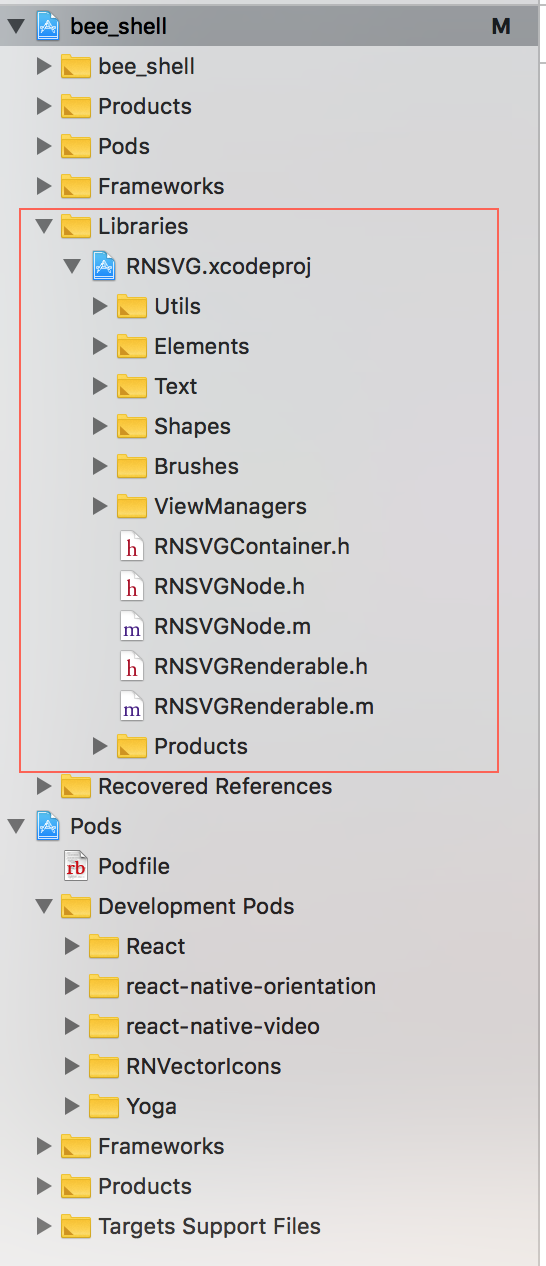 bee_shell M
bee_shell
Products
Pods
Frameworks
Libraries
RNSVG.xcodeproj
Utils
Elements
Text
Shapes
Brushes
ViewManagers
h RNSVGContainer.h
h RNSVGNode.h
m RNSVGNode.m
h RNSVGRenderable.h
m RNSVGRenderable.m
Products
Recovered References
Pods
rb Podfile
Development Pods
React
react-native-orientation
react-native-video
RNVectorIcons
Yoga
Frameworks
Products
Targets Support Files